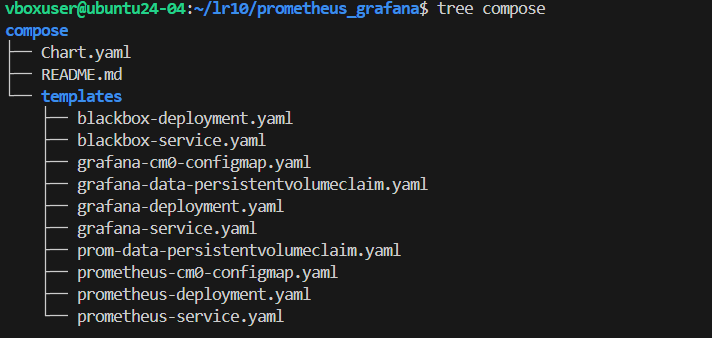 vboxuser@ubuntu24-04:~/lr10/prometheus_grafana$ tree compose
compose
├── Chart.yaml
├── README.md
└── templates
    ├── blackbox-deployment.yaml
    ├── blackbox-service.yaml
    ├── grafana-cm0-configmap.yaml
    ├── grafana-data-persistentvolumeclaim.yaml
    ├── grafana-deployment.yaml
    ├── grafana-service.yaml
    ├── prom-data-persistentvolumeclaim.yaml
    ├── prometheus-cm0-configmap.yaml
    ├── prometheus-deployment.yaml
    └── prometheus-service.yaml